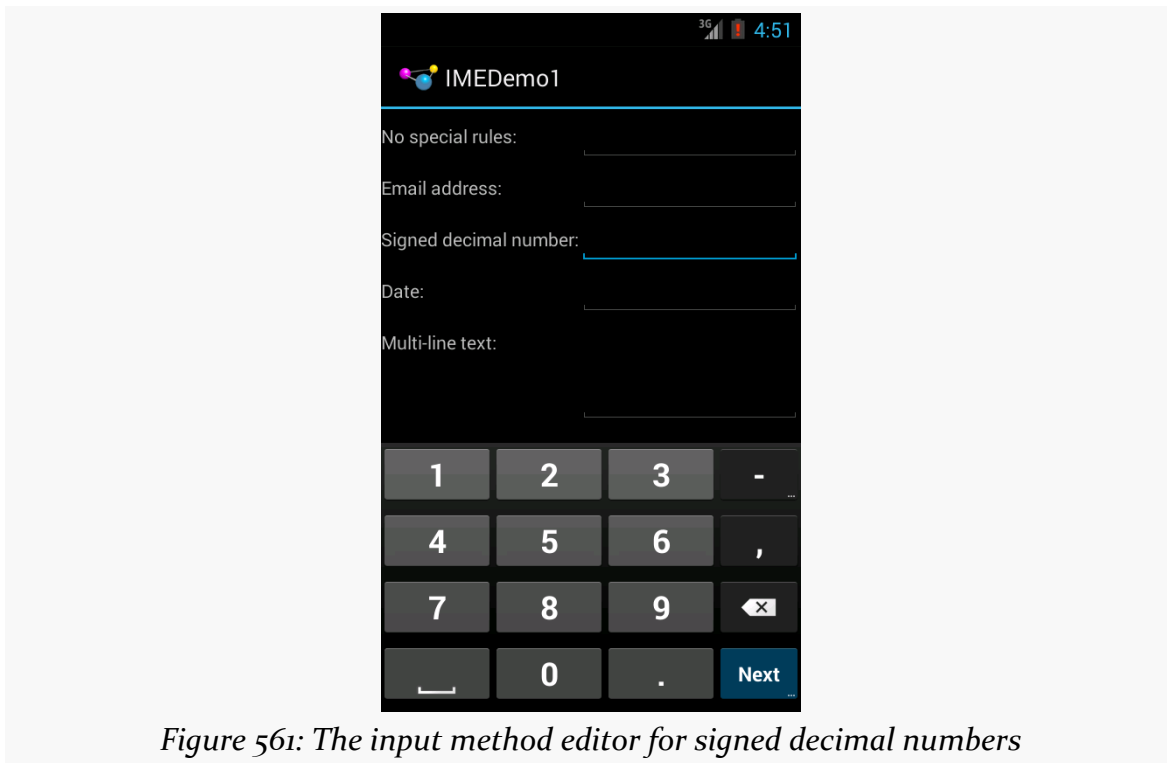 3G 4:51
IMEDemo1
No special rules:
Email address:
Signed decimal number:
Date:
Multi-line text:
1 2 3 -
4 5 6 ,
7 8 9
0 . Next
Figure 561: The input method editor for signed decimal numbers